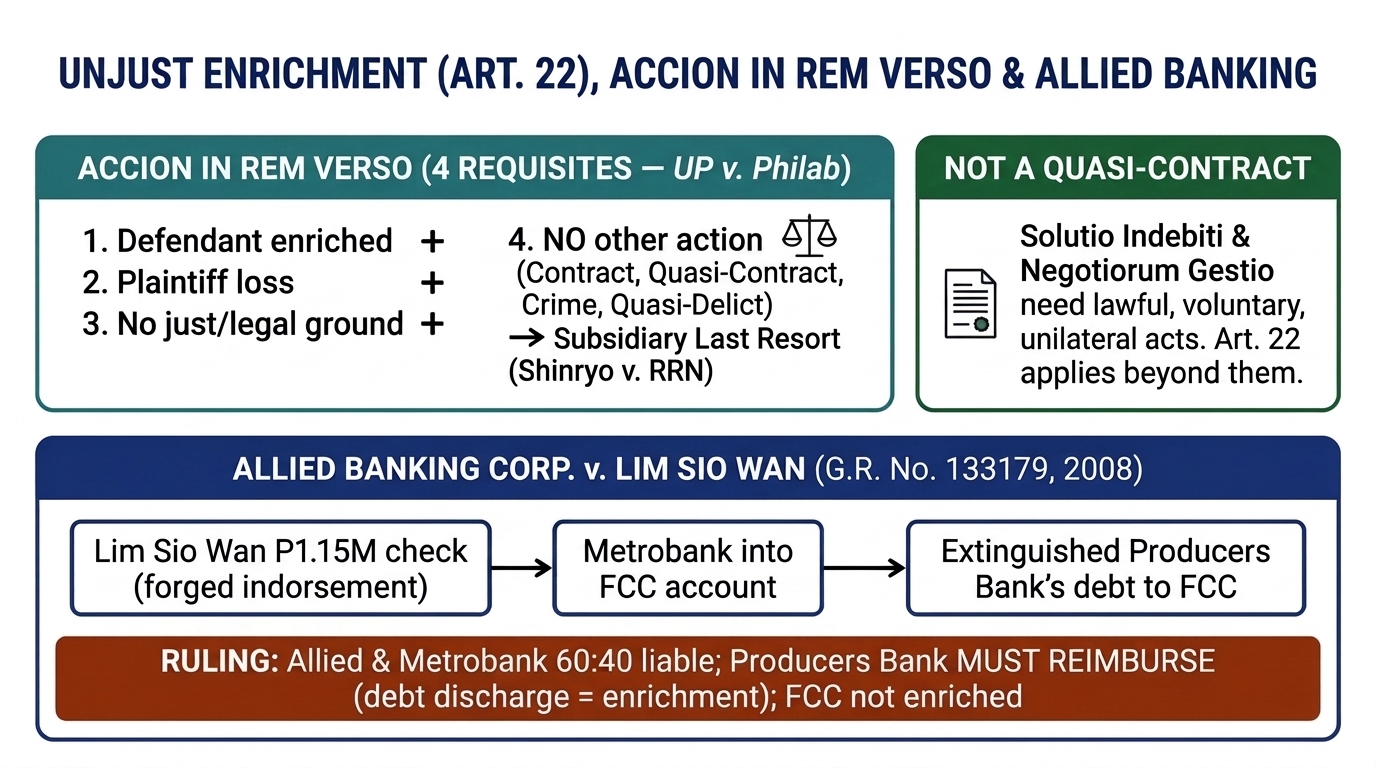 UNJUST ENRICHMENT (ART. 22), ACCION IN REM VERSO & ALLIED BANKING
ACCION IN REM VERSO (4 REQUISITES — UP v. Philab)
1. Defendant enriched +
2. Plaintiff loss +
3. No just/legal ground +
4. NO other action
(Contract, Quasi-Contract,
Crime, Quasi-Delict)
→ Subsidiary Last Resort
(Shinryo v. RRN)
NOT A QUASI-CONTRACT
Solutio Indebiti &
Negotiorum Gestio
need lawful, voluntary,
unilateral acts. Art. 22
applies beyond them.
ALLIED BANKING CORP. v. LIM SIO WAN (G.R. No. 133179, 2008)
Lim Sio Wan P1.15M check
(forged indorsement)
Metrobank into
FCC account
Extinguished Producers
Bank's debt to FCC
RULING: Allied & Metrobank 60:40 liable; Producers Bank MUST REIMBURSE
(debt discharge = enrichment); FCC not enriched